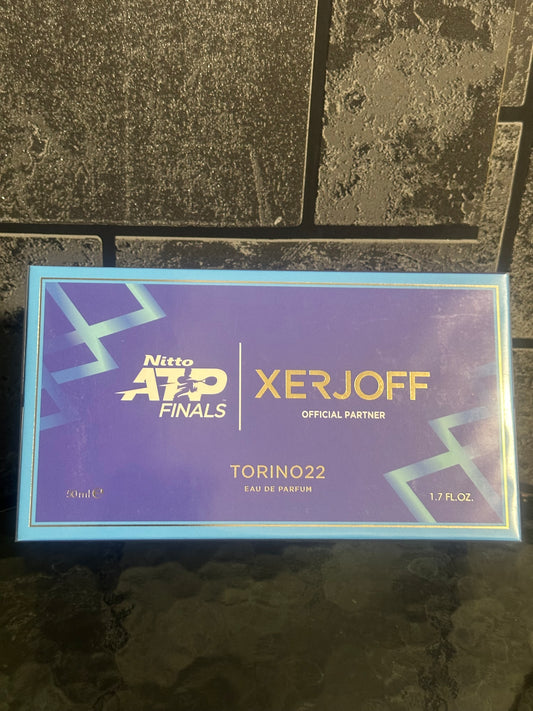 Nitto
ATP
FINALS
XERJOFF
OFFICIAL PARTNER
TORINO22
EAU DE PARFUM
50ml℮
1.7 FL.OZ.